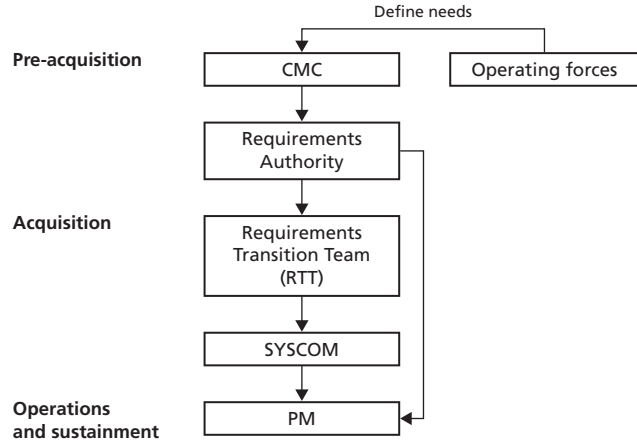 Define needs
Pre-acquisition
CMC
Operating forces
Requirements
Authority
Acquisition
Requirements
Transition Team
(RTT)
SYSCOM
Operations
and sustainment
PM